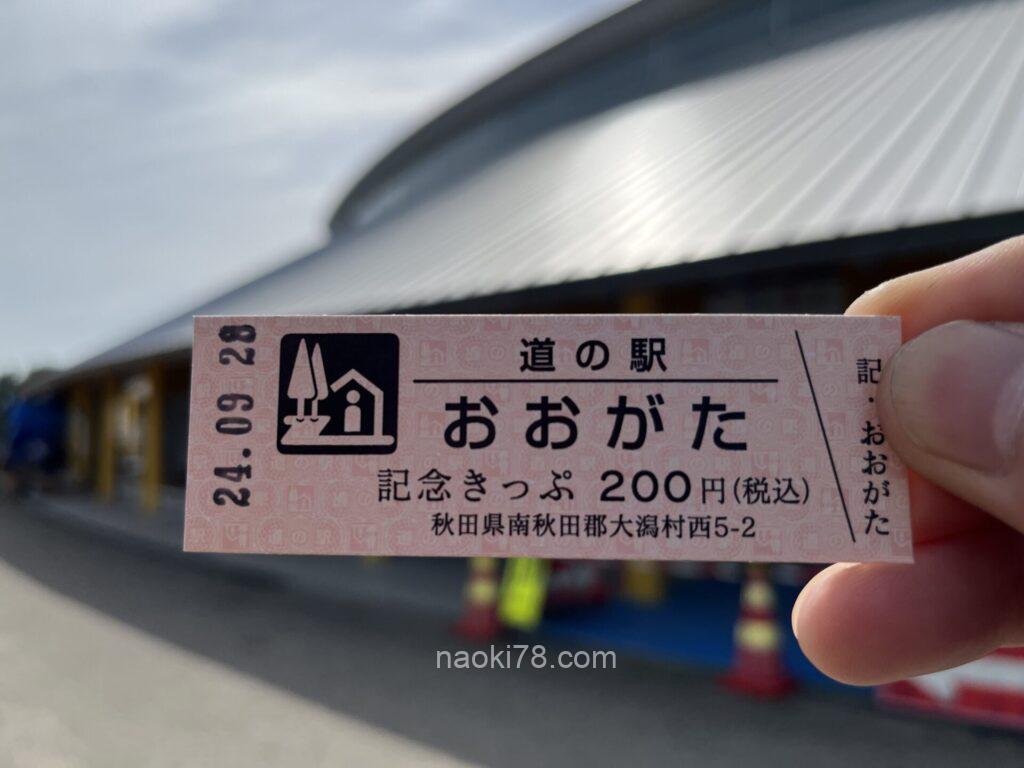 24.09 28
道の駅
おおがた
記念きっぷ 200円(税込)
秋田県南秋田郡大潟村西5-2
記・おおがた
naoki78.com